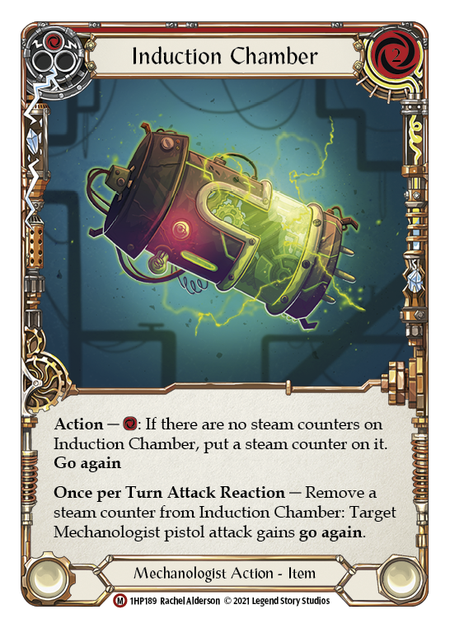 Induction Chamber
2
Action — : If there are no steam counters on
Induction Chamber, put a steam counter on it.
Go again
Once per Turn Attack Reaction — Remove a
steam counter from Induction Chamber: Target
Mechanologist pistol attack gains go again.
Mechanologist Action - Item
M 1HP189 Rachel Alderson © 2021 Legend Story Studios